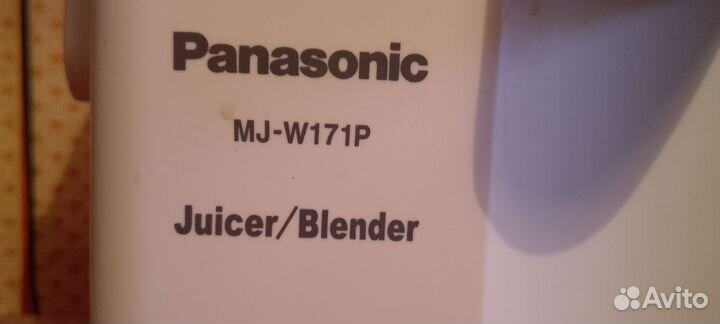 Panasonic
MJ-W171P
Juicer/Blender
Avito